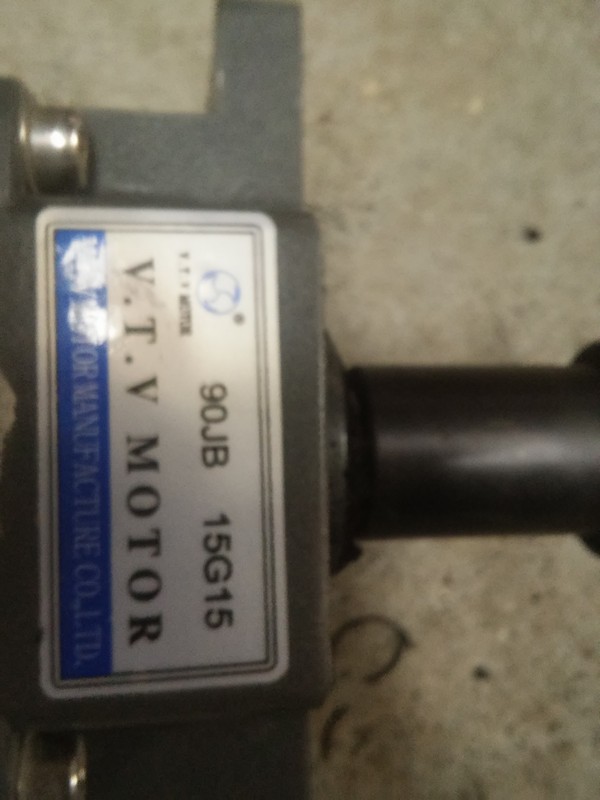 ®
V.T.V MOTOR
90JB 15G15
V.T.V MOTOR
MOTOR MANUFACTURE CO.,LTD.